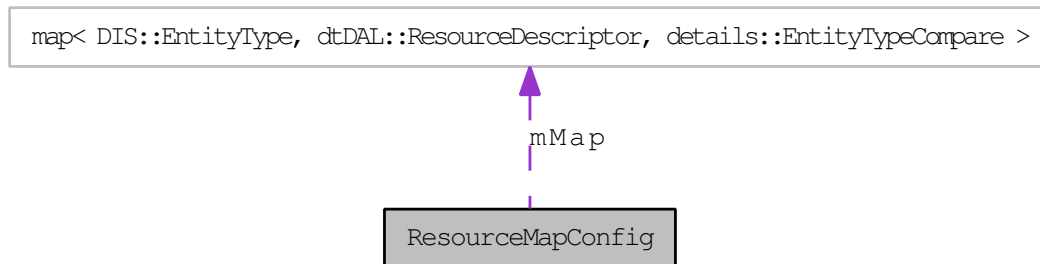 map< DIS::EntityType, dtDAL::ResourceDescriptor, details::EntityTypeCompare >
mMap
ResourceMapConfig